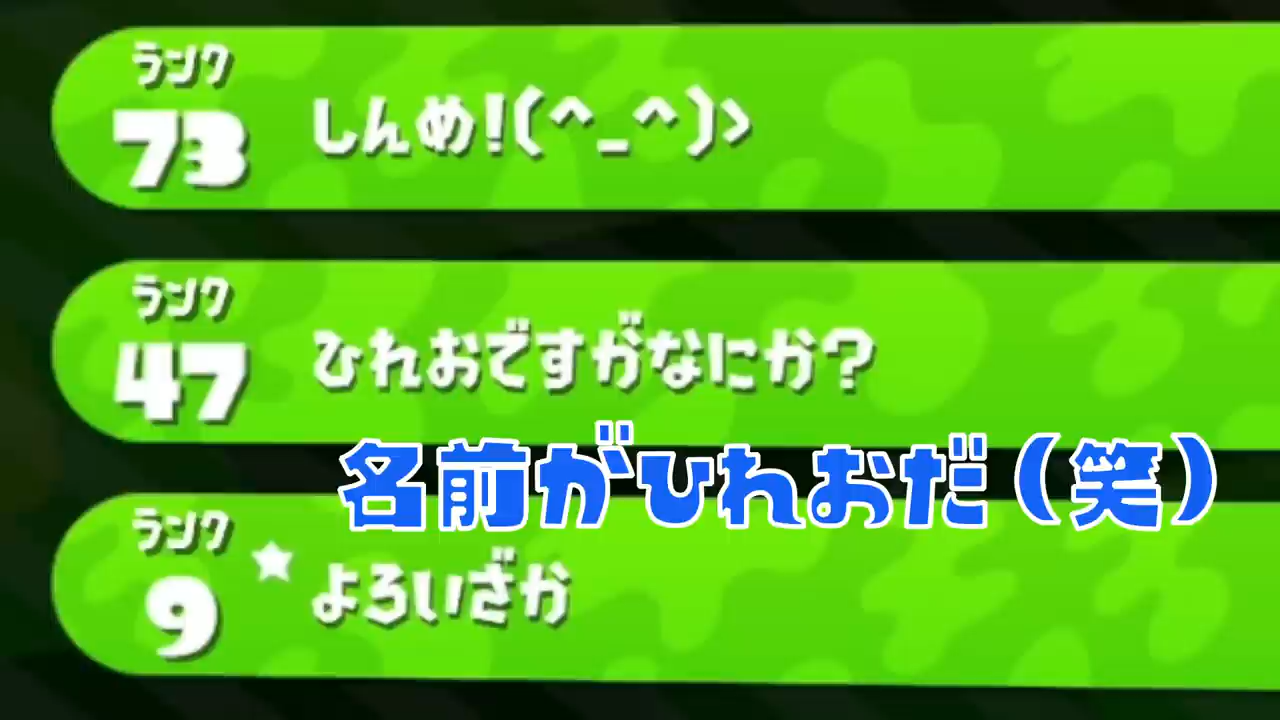 ランク
73
しんめ!(^_^)>
ランク
47
ひれおですがなにか?
名前がひれおだ(笑)
ランク
9
★よろいざか